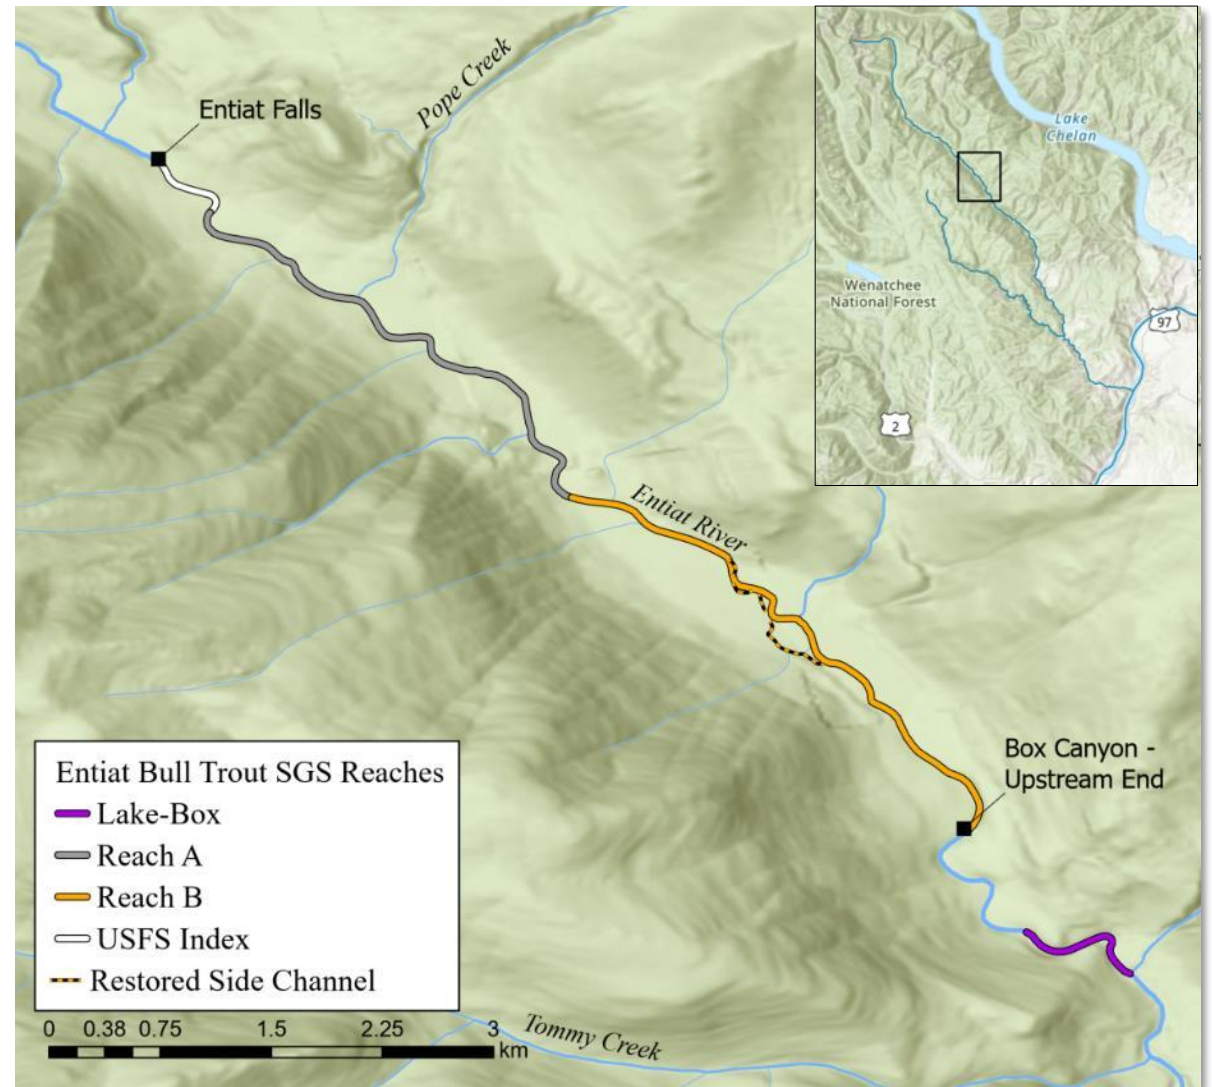 Pope Creek
Entiat Falls
Lake
Chelan
Wenatchee
National Forest
97
2
Entiat River
Box Canyon -
Upstream End
Entiat Bull Trout SGS Reaches
Lake-Box
Reach A
Reach B
USFS Index
Restored Side Channel
0 0.38 0.75 1.5 2.25 3
km
Tommy Creek